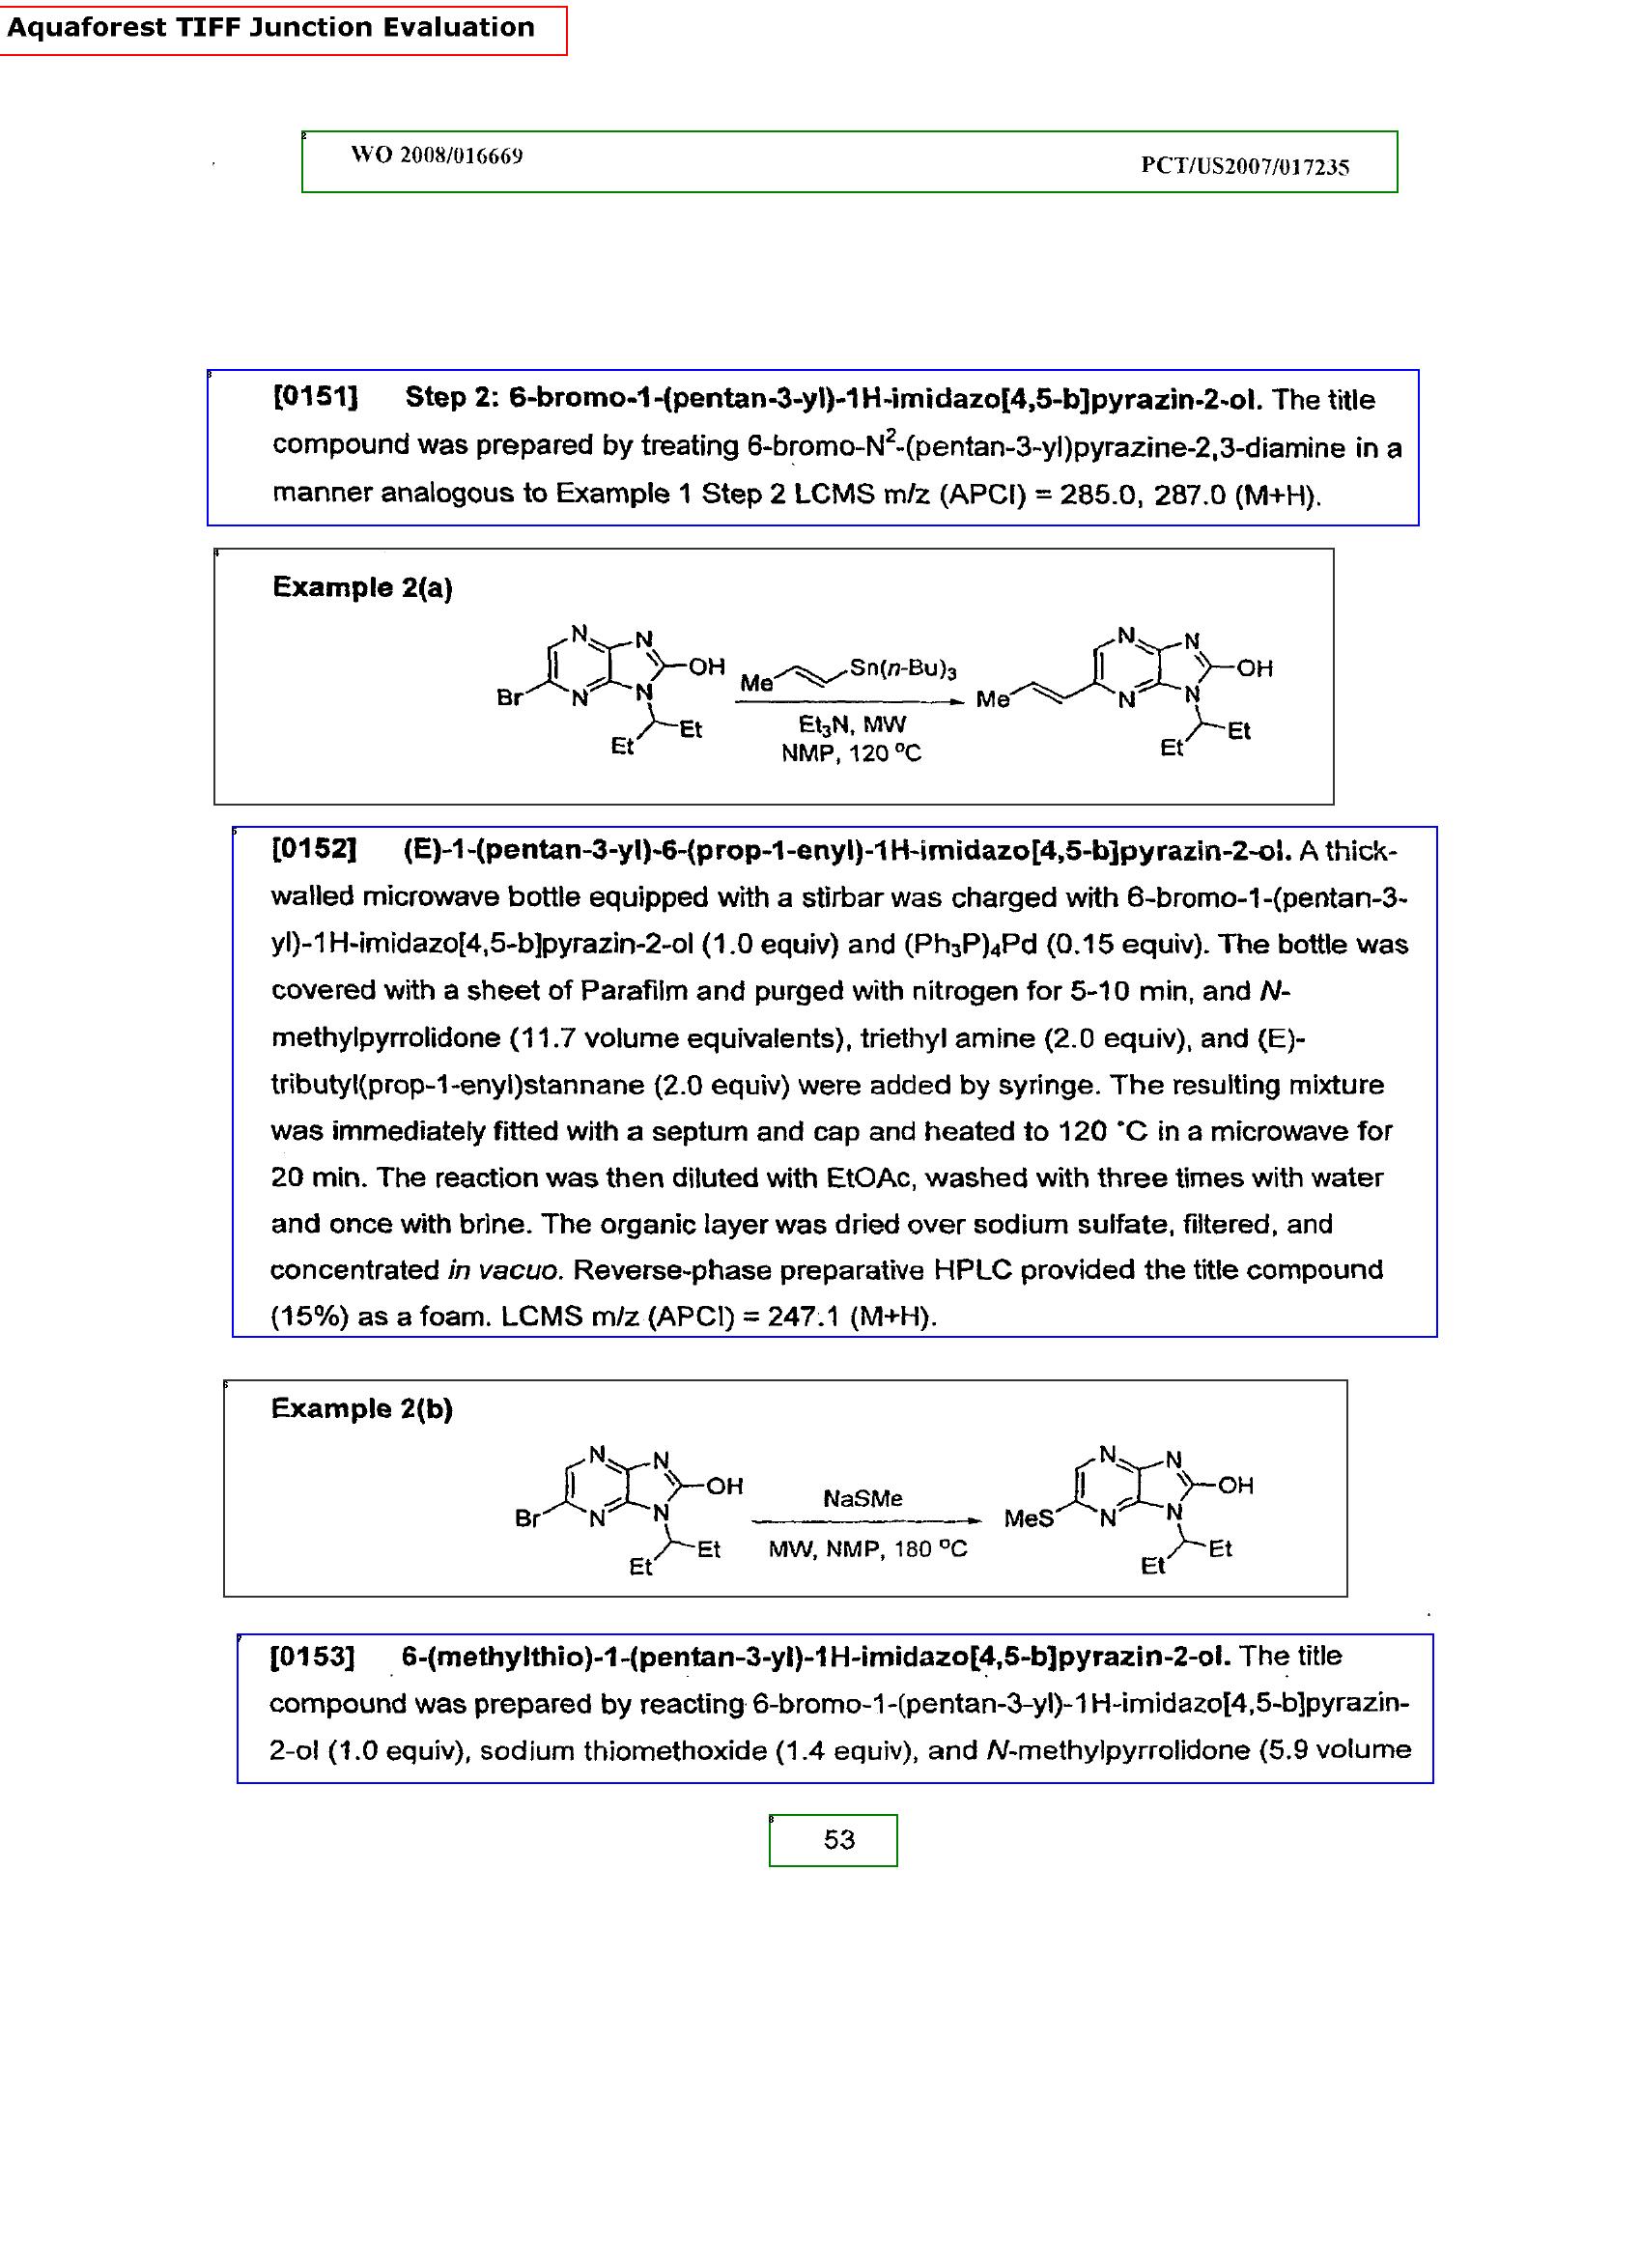 Aquaforest TIFF Junction Evaluation
WO 2008/016669
PCT/US2007/017235
[0151] Step 2: 6-bromo-1-(pentan-3-yl)-1H-imidazo[4,5-b]pyrazin-2-ol. The title
compound was prepared by treating 6-bromo-N²-(pentan-3-yl)pyrazine-2,3-diamine in a
manner analogous to Example 1 Step 2 LCMS m/z (APCI) = 285.0, 287.0 (M+H).
Example 2(a)
N N OH Br N N Et Et
Me Sn(n-Bu)₃
Et₃N, MW
NMP, 120 ºC
N N OH Me N N Et Et
[0152] (E)-1-(pentan-3-yl)-6-(prop-1-enyl)-1H-imidazo[4,5-b]pyrazin-2-ol. A thick-
walled microwave bottle equipped with a stirbar was charged with 6-bromo-1-(pentan-3-
yl)-1H-imidazo[4,5-b]pyrazin-2-ol (1.0 equiv) and (Ph₃P)₄Pd (0.15 equiv). The bottle was
covered with a sheet of Parafilm and purged with nitrogen for 5-10 min, and N-
methylpyrrolidone (11.7 volume equivalents), triethyl amine (2.0 equiv), and (E)-
tributyl(prop-1-enyl)stannane (2.0 equiv) were added by syringe. The resulting mixture
was immediately fitted with a septum and cap and heated to 120 °C in a microwave for
20 min. The reaction was then diluted with EtOAc, washed with three times with water
and once with brine. The organic layer was dried over sodium sulfate, filtered, and
concentrated in vacuo. Reverse-phase preparative HPLC provided the title compound
(15%) as a foam. LCMS m/z (APCI) = 247.1 (M+H).
Example 2(b)
N N OH Br N N Et Et
NaSMe
MW, NMP, 180 ºC
N N OH MeS N N Et Et
[0153] 6-(methylthio)-1-(pentan-3-yl)-1H-imidazo[4,5-b]pyrazin-2-ol. The title
compound was prepared by reacting 6-bromo-1-(pentan-3-yl)-1H-imidazo[4,5-b]pyrazin-
2-ol (1.0 equiv), sodium thiomethoxide (1.4 equiv), and N-methylpyrrolidone (5.9 volume
53